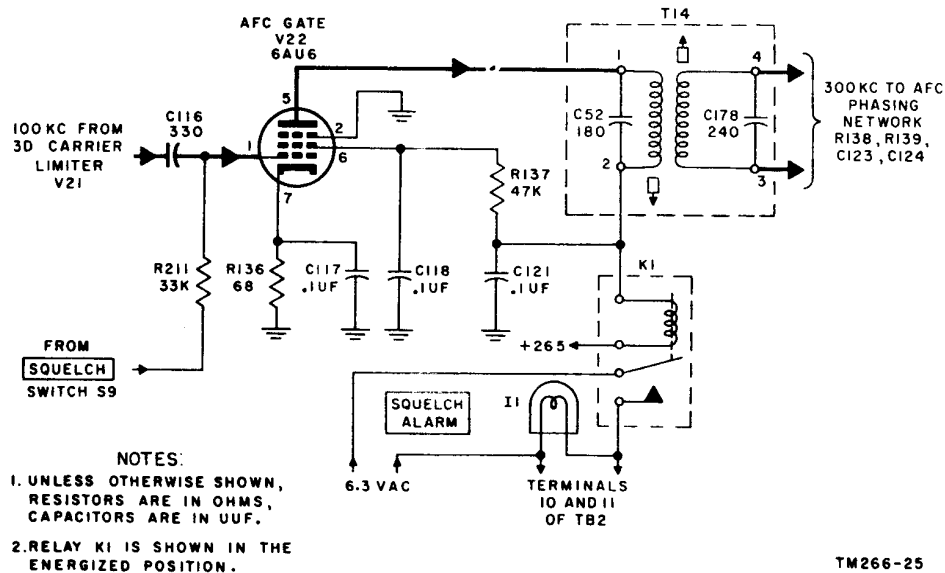 AFC GATE
V22
6AU6
T14
5
1
4
C116
330
100KC FROM
3D CARRIER
LIMITER
V21
1
2
6
7
C52
180
C178
240
2
3
300KC TO AFC
PHASING
NETWORK
R138, R139,
C123, C124
R137
47K
R211
33K
R136
68
C117
.1UF
C118
.1UF
C121
.1UF
K1
+265
FROM
SQUELCH
SWITCH S9
SQUELCH
ALARM
I1
6.3 VAC
TERMINALS
10 AND 11
OF TB2
NOTES:
1. UNLESS OTHERWISE SHOWN,
RESISTORS ARE IN OHMS,
CAPACITORS ARE IN UUF.
2. RELAY K1 IS SHOWN IN THE
ENERGIZED POSITION.
TM266-25